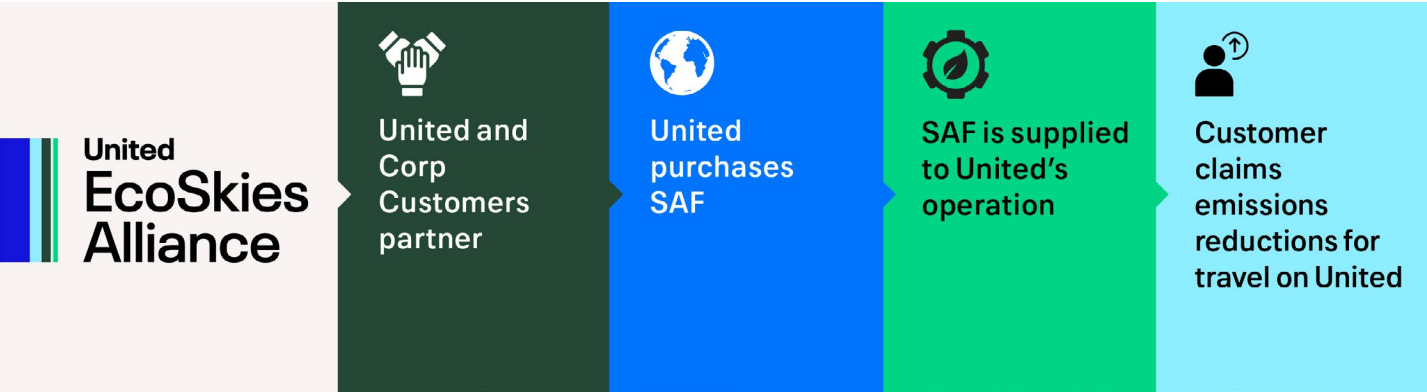 United
EcoSkies
Alliance
United and
Corp
Customers
partner
United
purchases
SAF
SAF is supplied
to United’s
operation
Customer
claims
emissions
reductions for
travel on United